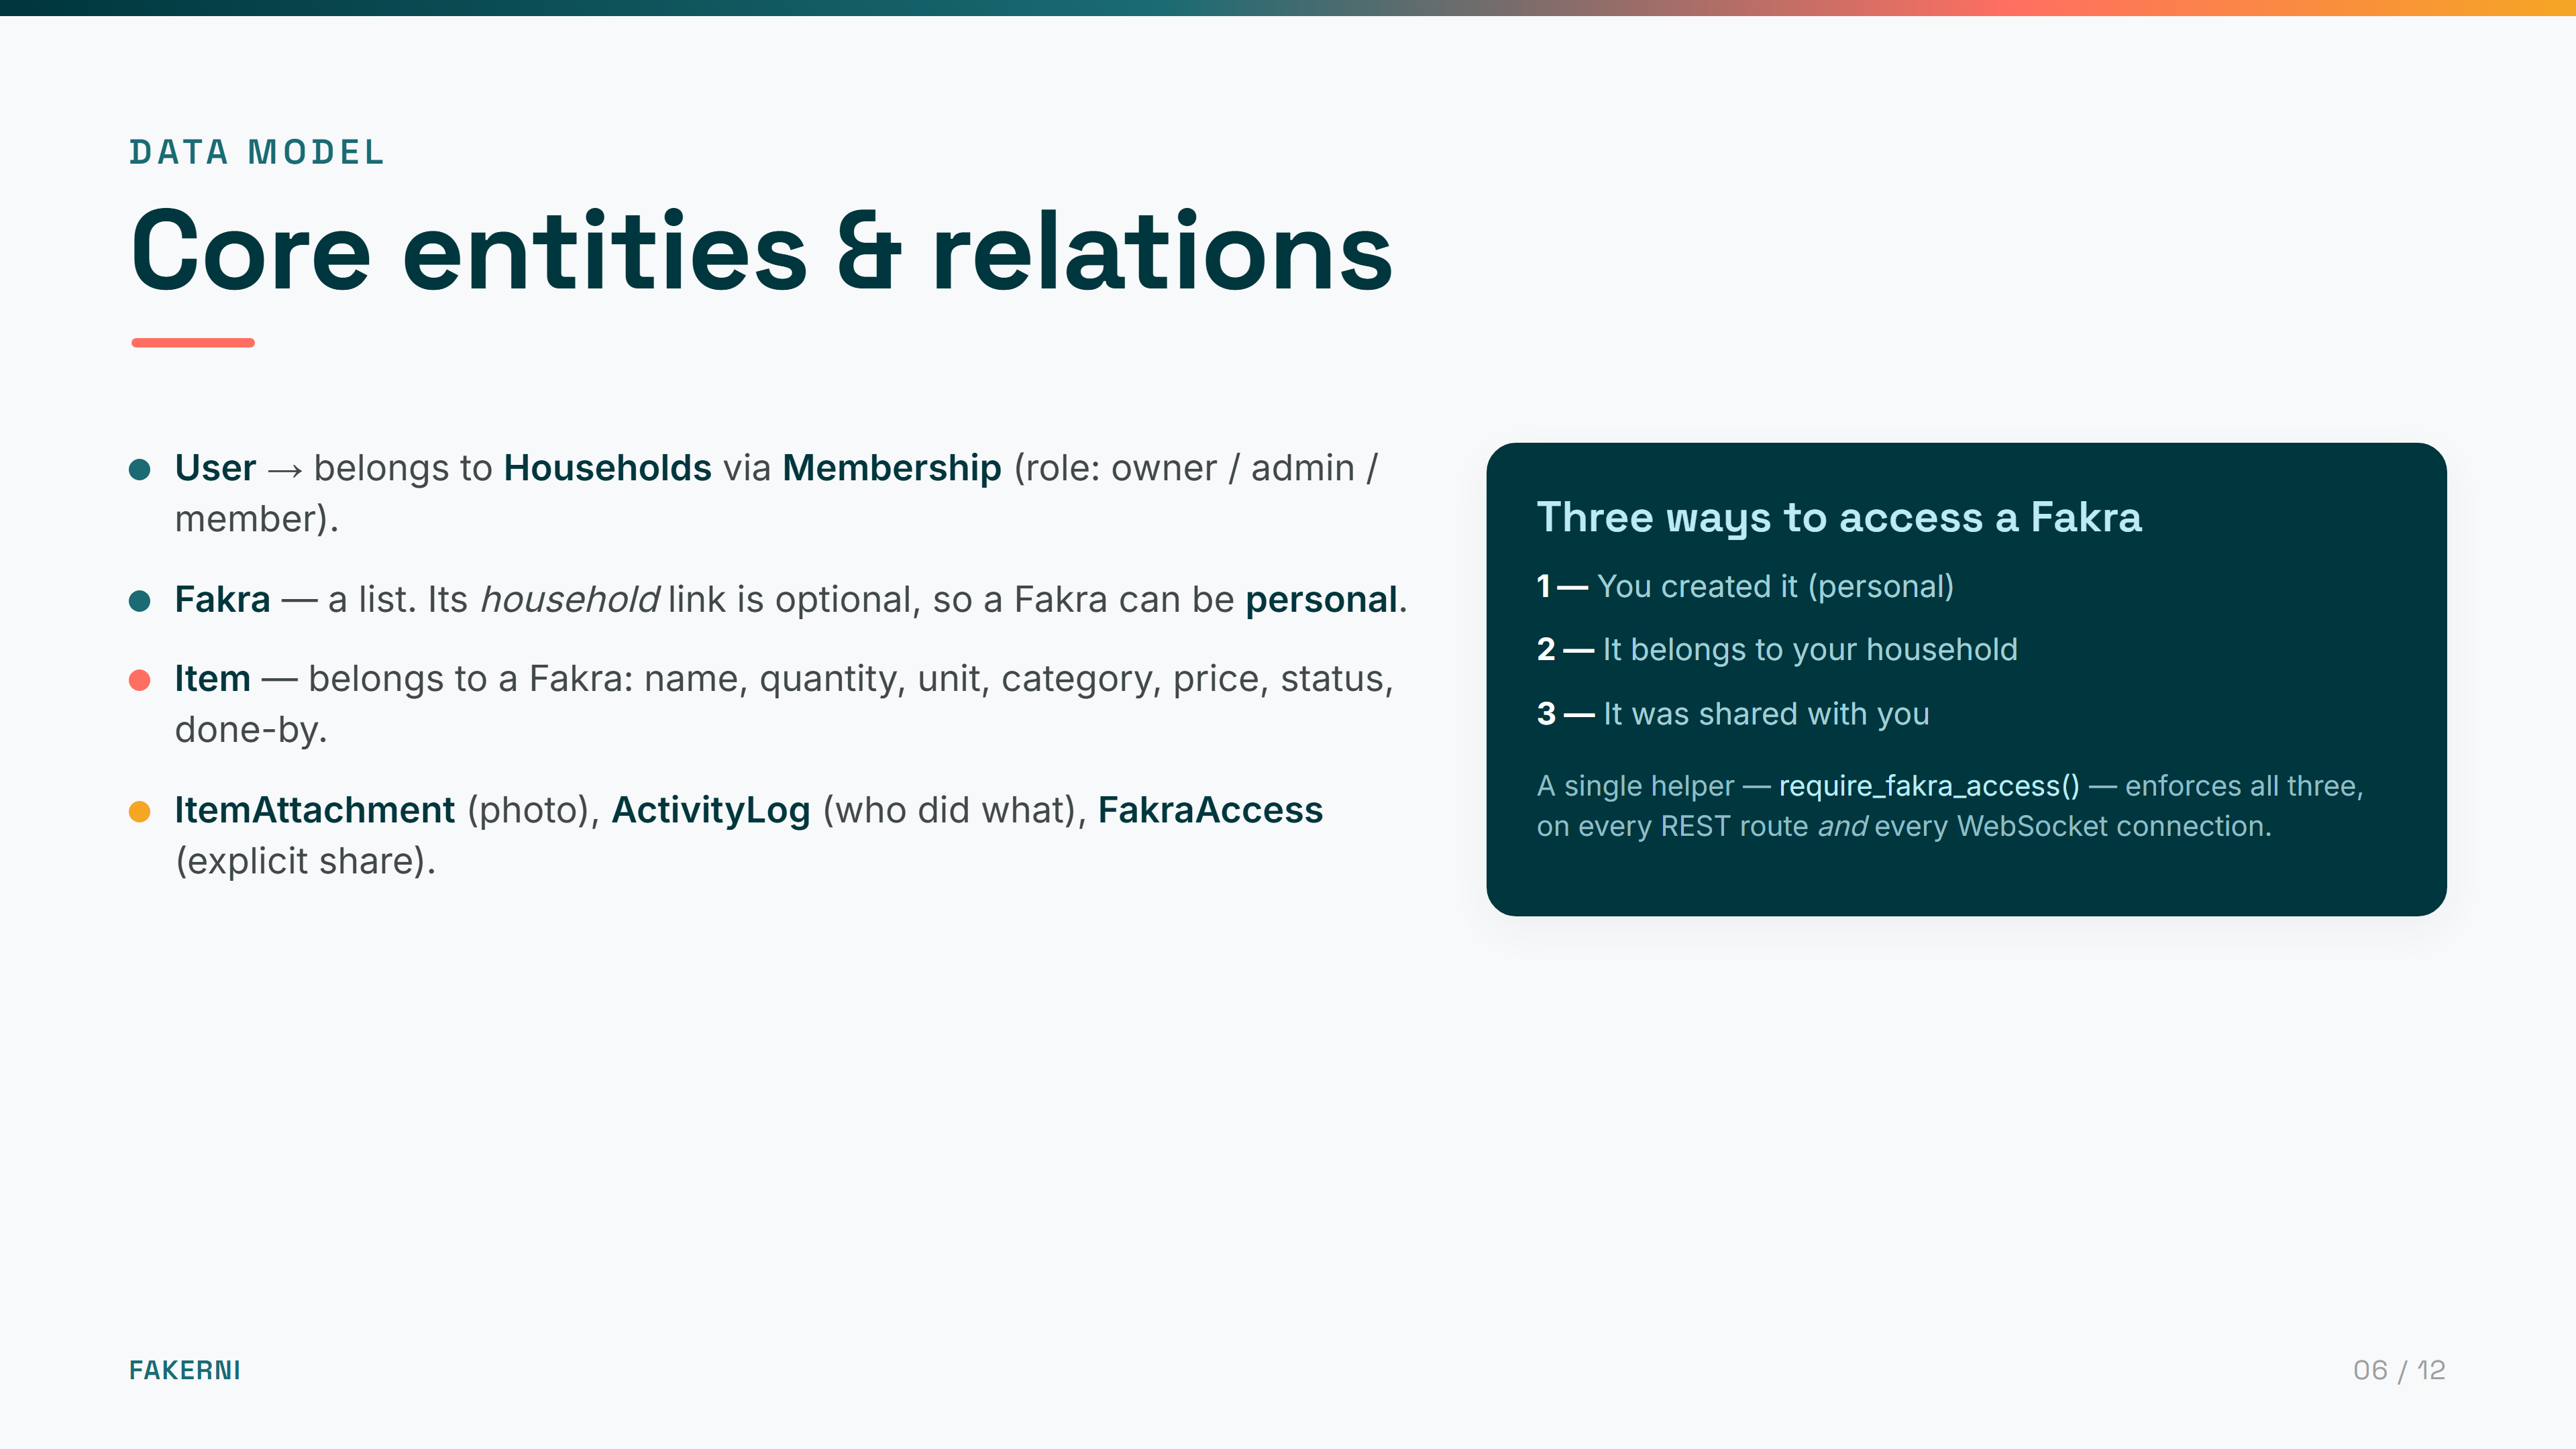 DATA MODEL
Core entities & relations
User → belongs to Households via Membership (role: owner / admin /
member).
Fakra — a list. Its household link is optional, so a Fakra can be personal.
Item — belongs to a Fakra: name, quantity, unit, category, price, status,
done-by.
ItemAttachment (photo), ActivityLog (who did what), FakraAccess
(explicit share).
Three ways to access a Fakra
1 — You created it (personal)
2 — It belongs to your household
3 — It was shared with you
A single helper — require_fakra_access() — enforces all three,
on every REST route and every WebSocket connection.
FAKERNI
06 / 12